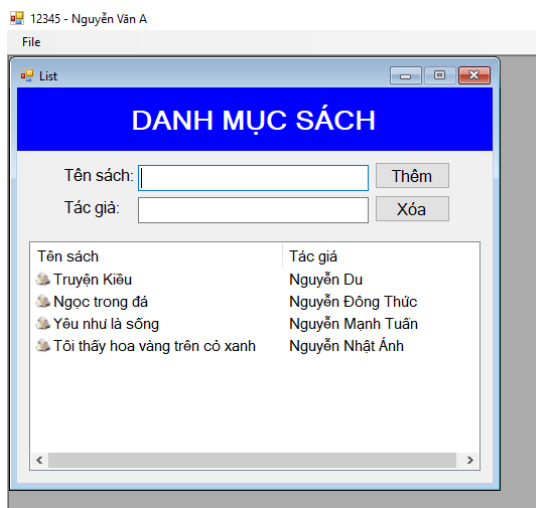 12345 - Nguyễn Văn A
File
List
DANH MỤC SÁCH
Tên sách:
Thêm
Tác giả:
Xóa
Tên sách Tác giá
Truyện Kiều Nguyễn Du
Ngọc trong đá Nguyễn Đông Thức
Yêu như là sống Nguyễn Mạnh Tuấn
Tôi thấy hoa vàng trên cỏ xanh Nguyễn Nhật Ánh